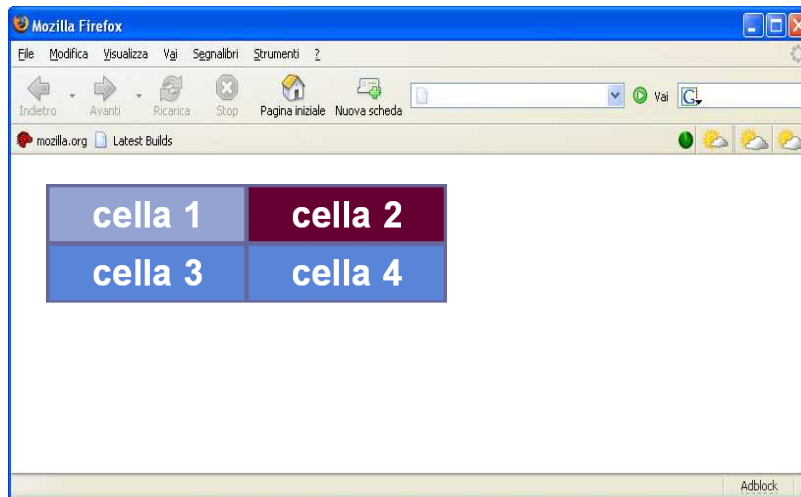 Mozilla Firefox
File Modifica Visualizza Vai Segnalibri Strumenti ?
Indietro Avanti Ricarica Stop Pagina iniziale Nuova scheda Vai G
mozilla.org Latest Builds
cella 1 cella 2
cella 3 cella 4
Adblock